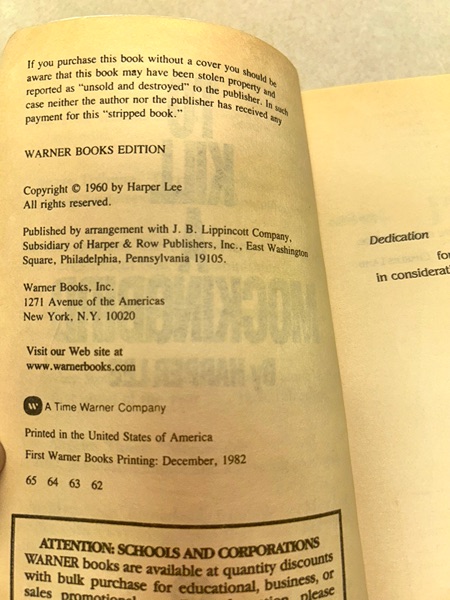 If you purchase this book without a cover you should be
aware that this book may have been stolen property and
reported as "unsold and destroyed" to the publisher. In such
case neither the author nor the publisher has received any
payment for this "stripped book."
WARNER BOOKS EDITION
Copyright © 1960 by Harper Lee
All rights reserved.
Published by arrangement with J. B. Lippincott Company,
Subsidiary of Harper & Row Publishers, Inc., East Washington
Square, Philadelphia, Pennsylvania 19105.
Warner Books, Inc.
1271 Avenue of the Americas
New York, N.Y. 10020
Visit our Web site at
www.warnerbooks.com
W A Time Warner Company
Printed in the United States of America
First Warner Books Printing: December, 1982
65 64 63 62
ATTENTION: SCHOOLS AND CORPORATIONS
WARNER books are available at quantity discounts
with bulk purchase for educational, business, or
sales please
TO
KILL
A
BY HARPER LEE
Dedication
in